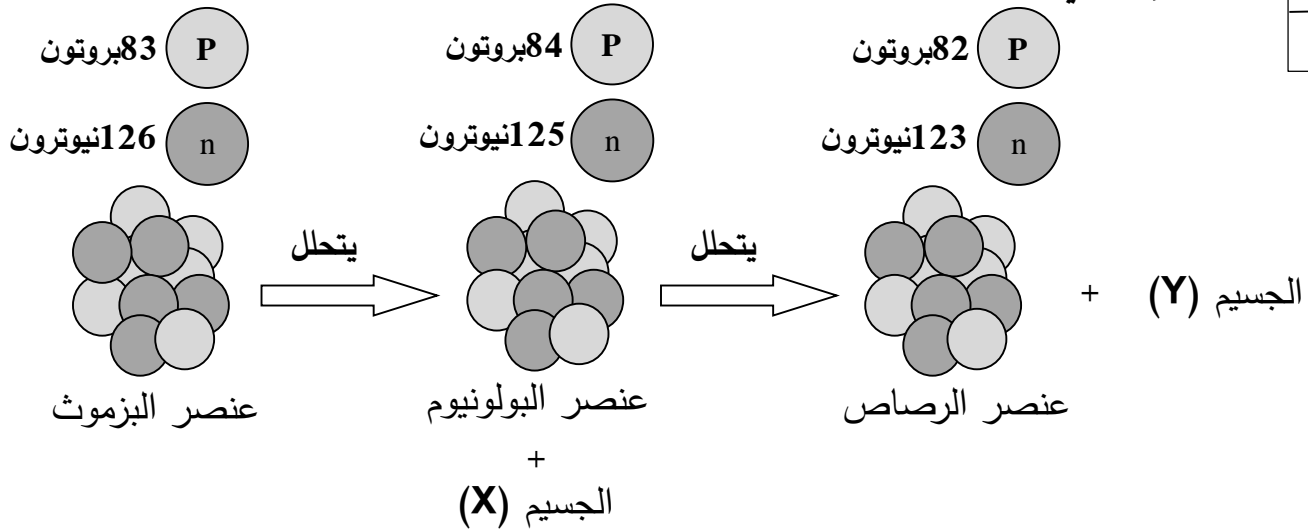 83بروتون P
84بروتون P
82بروتون P
126نيوترون n
125نيوترون n
123نيوترون n
يتحلل
يتحلل
+ الجسيم (Y)
عنصر البزموث
عنصر البولونيوم
عنصر الرصاص
+
الجسيم (X)